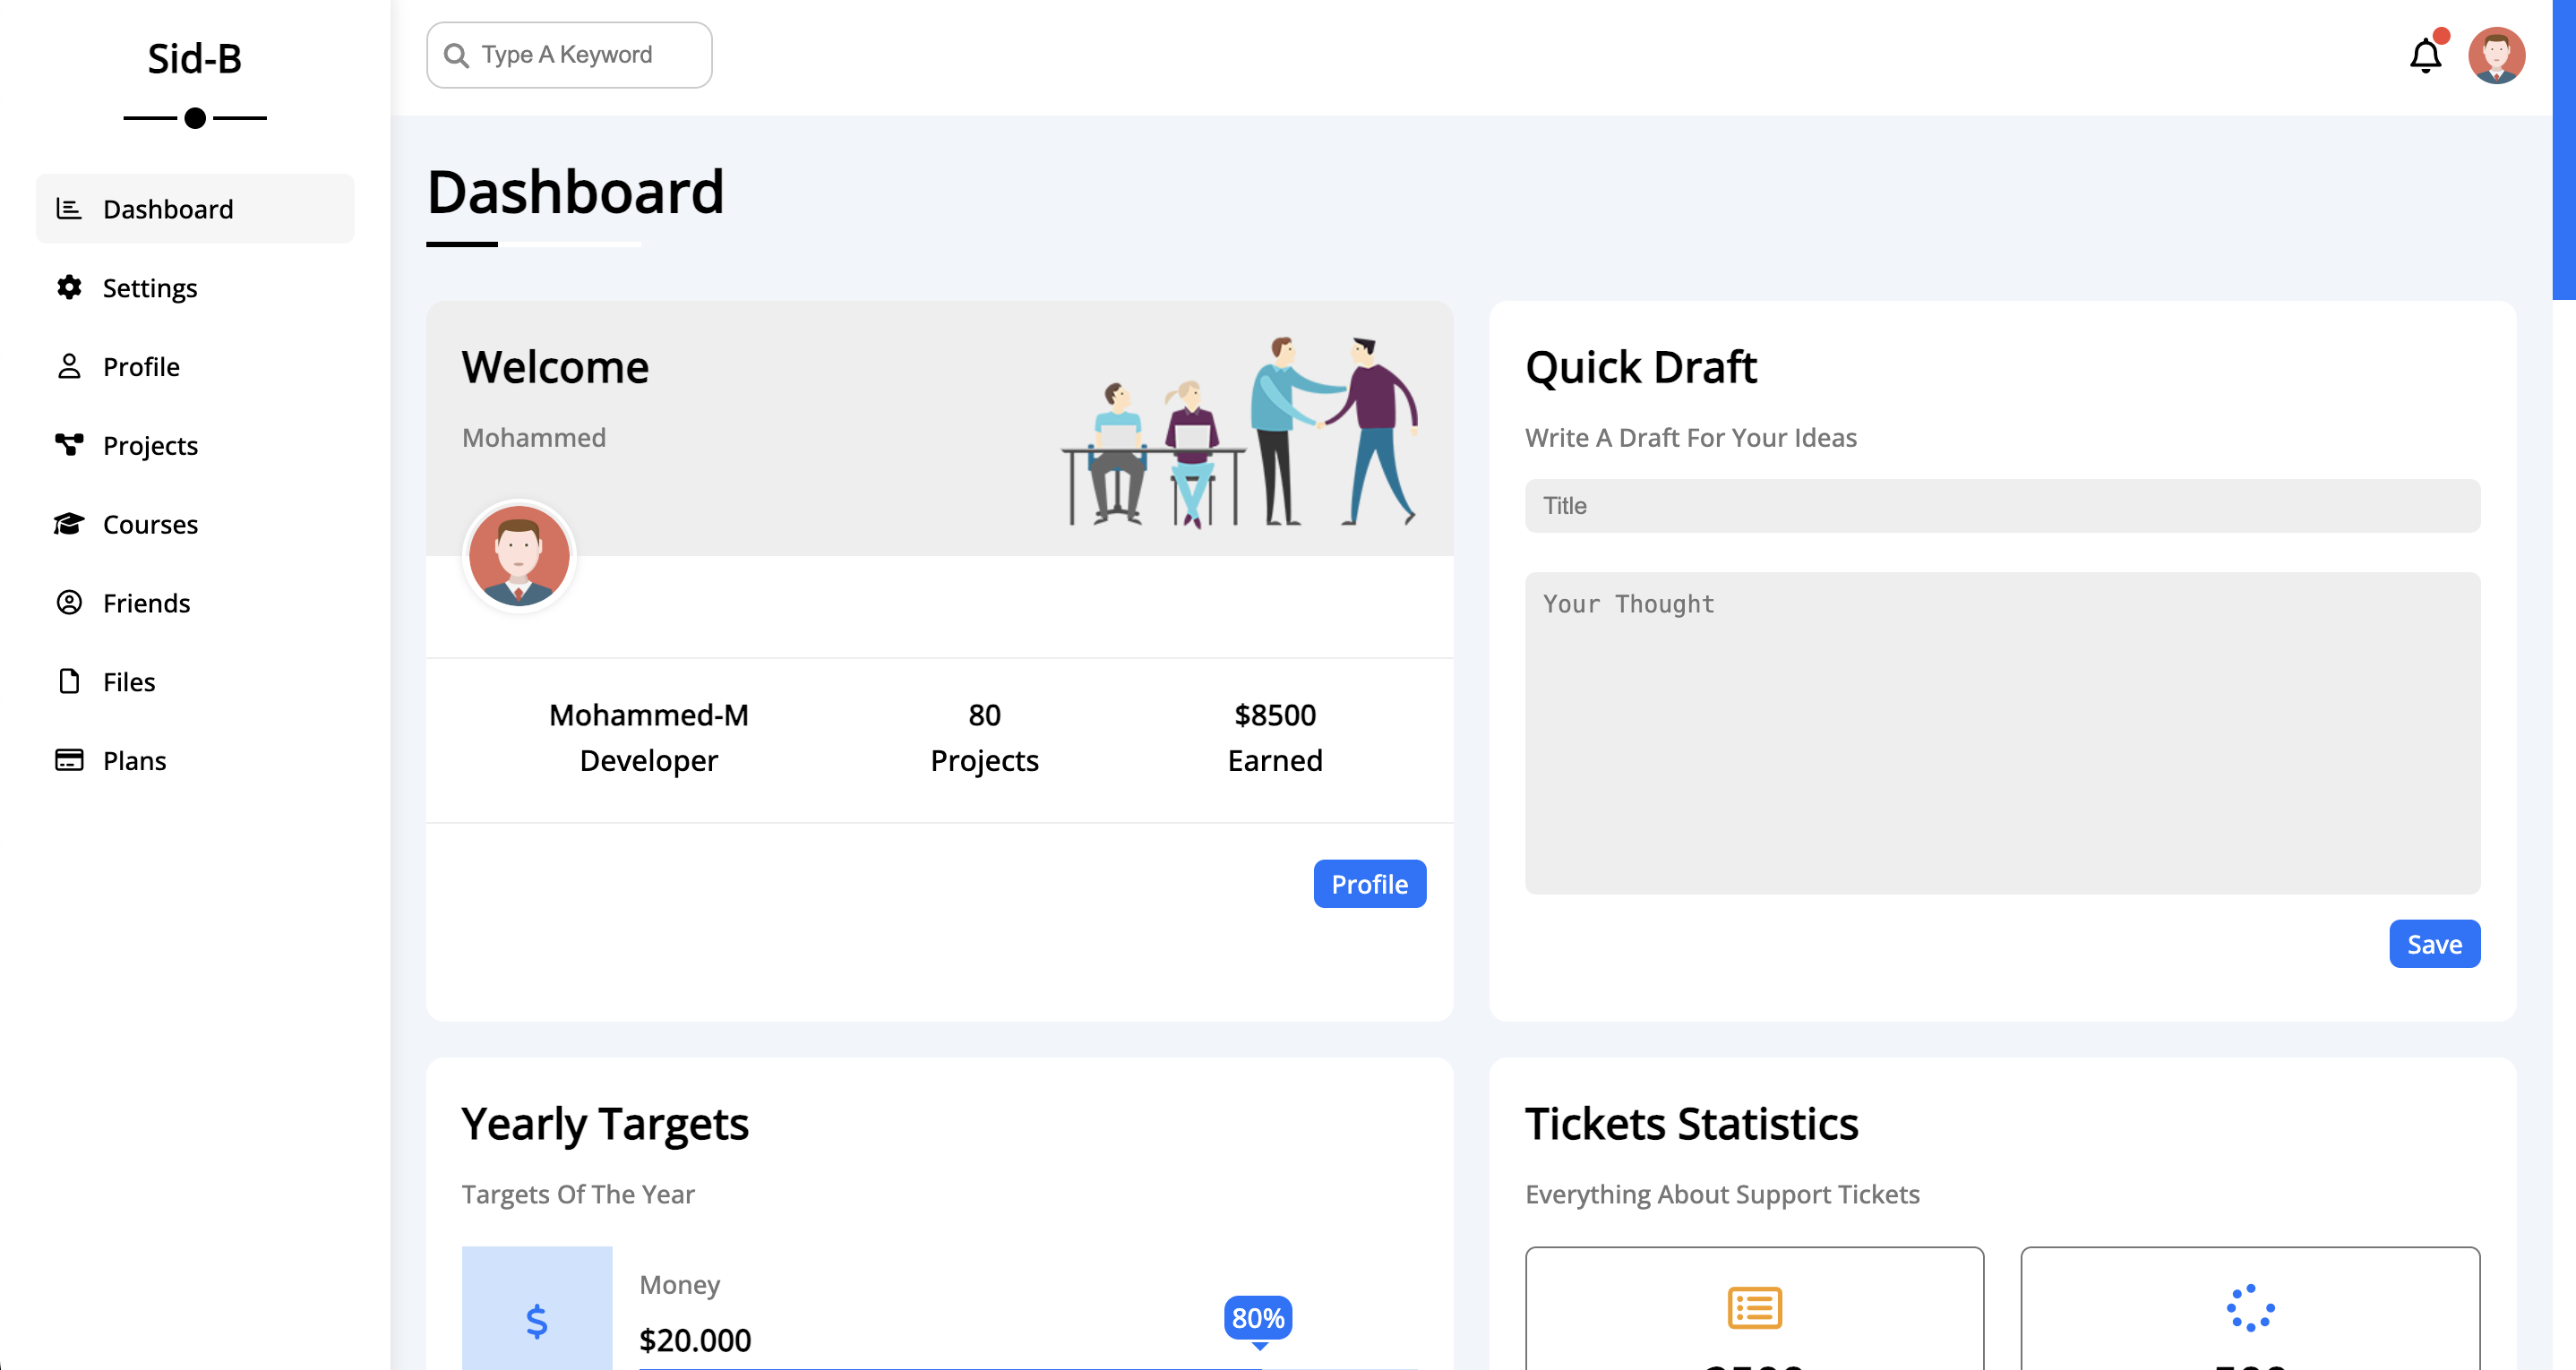 Sid-B
Dashboard
Settings
Profile
Projects
Courses
Friends
Files
Plans
Type A Keyword
Dashboard
Welcome
Mohammed
Mohammed-M
Developer
80
Projects
$8500
Earned
Profile
Quick Draft
Write A Draft For Your Ideas
Title
Your Thought
Save
Yearly Targets
Targets Of The Year
$
Money
$20.000
80%
Tickets Statistics
Everything About Support Tickets